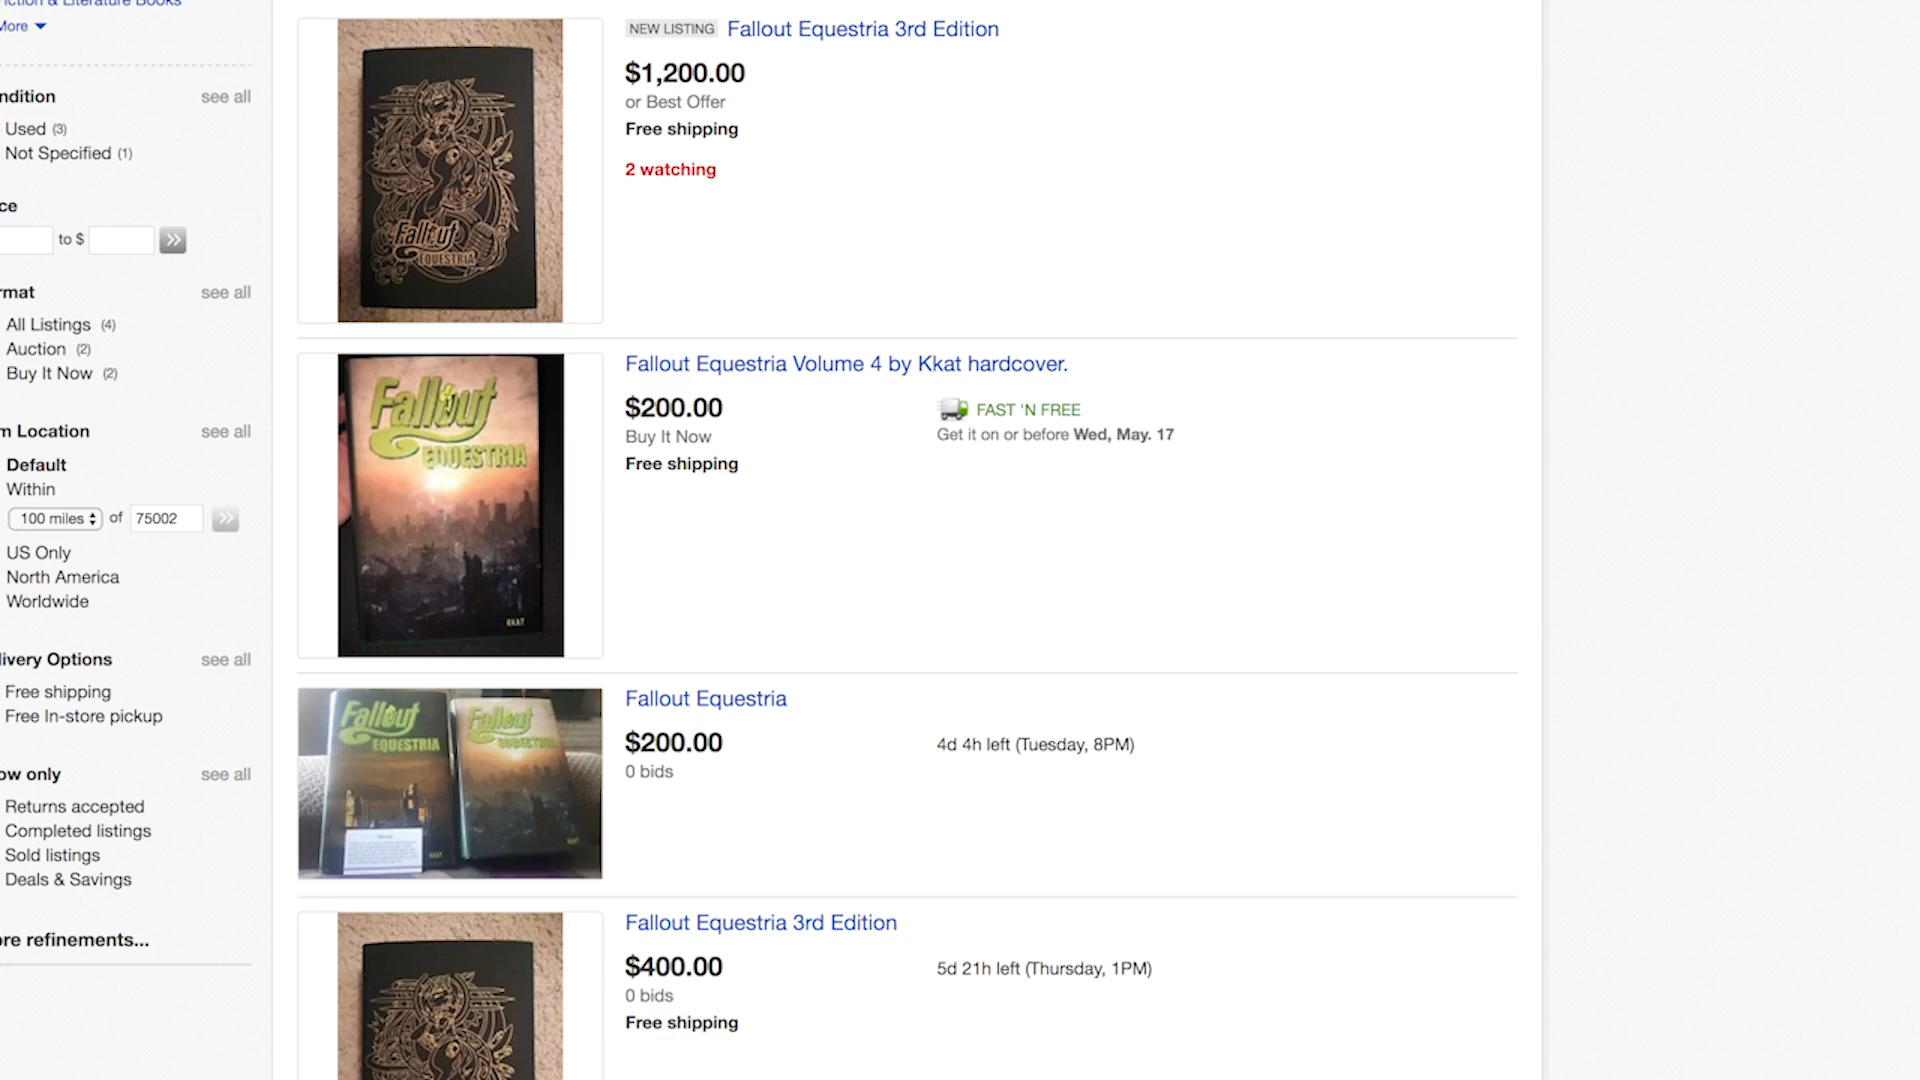 Fiction & Literature Books
More
ndition
see all
Used (3)
Not Specified (1)
ce
to $
rmat
see all
All Listings (4)
Auction (2)
Buy It Now (2)
m Location
see all
Default
Within
100 miles of 75002
US Only
North America
Worldwide
livery Options
see all
Free shipping
Free In-store pickup
ow only
see all
Returns accepted
Completed listings
Sold listings
Deals & Savings
ore refinements...
Fallout
EQUESTRIA
NEW LISTING Fallout Equestria 3rd Edition
$1,200.00
or Best Offer
Free shipping
2 watching
Fallout
EQUESTRIA
KKAT
Fallout Equestria Volume 4 by Kkat hardcover.
$200.00
Buy It Now
Free shipping
FAST 'N FREE
Get it on or before Wed, May. 17
Fallout
EQUESTRIA
KKAT
Fallout
EQUESTRIA
KKAT
Fallout Equestria
$200.00
0 bids
4d 4h left (Tuesday, 8PM)
Fallout Equestria 3rd Edition
$400.00
0 bids
Free shipping
5d 21h left (Thursday, 1PM)